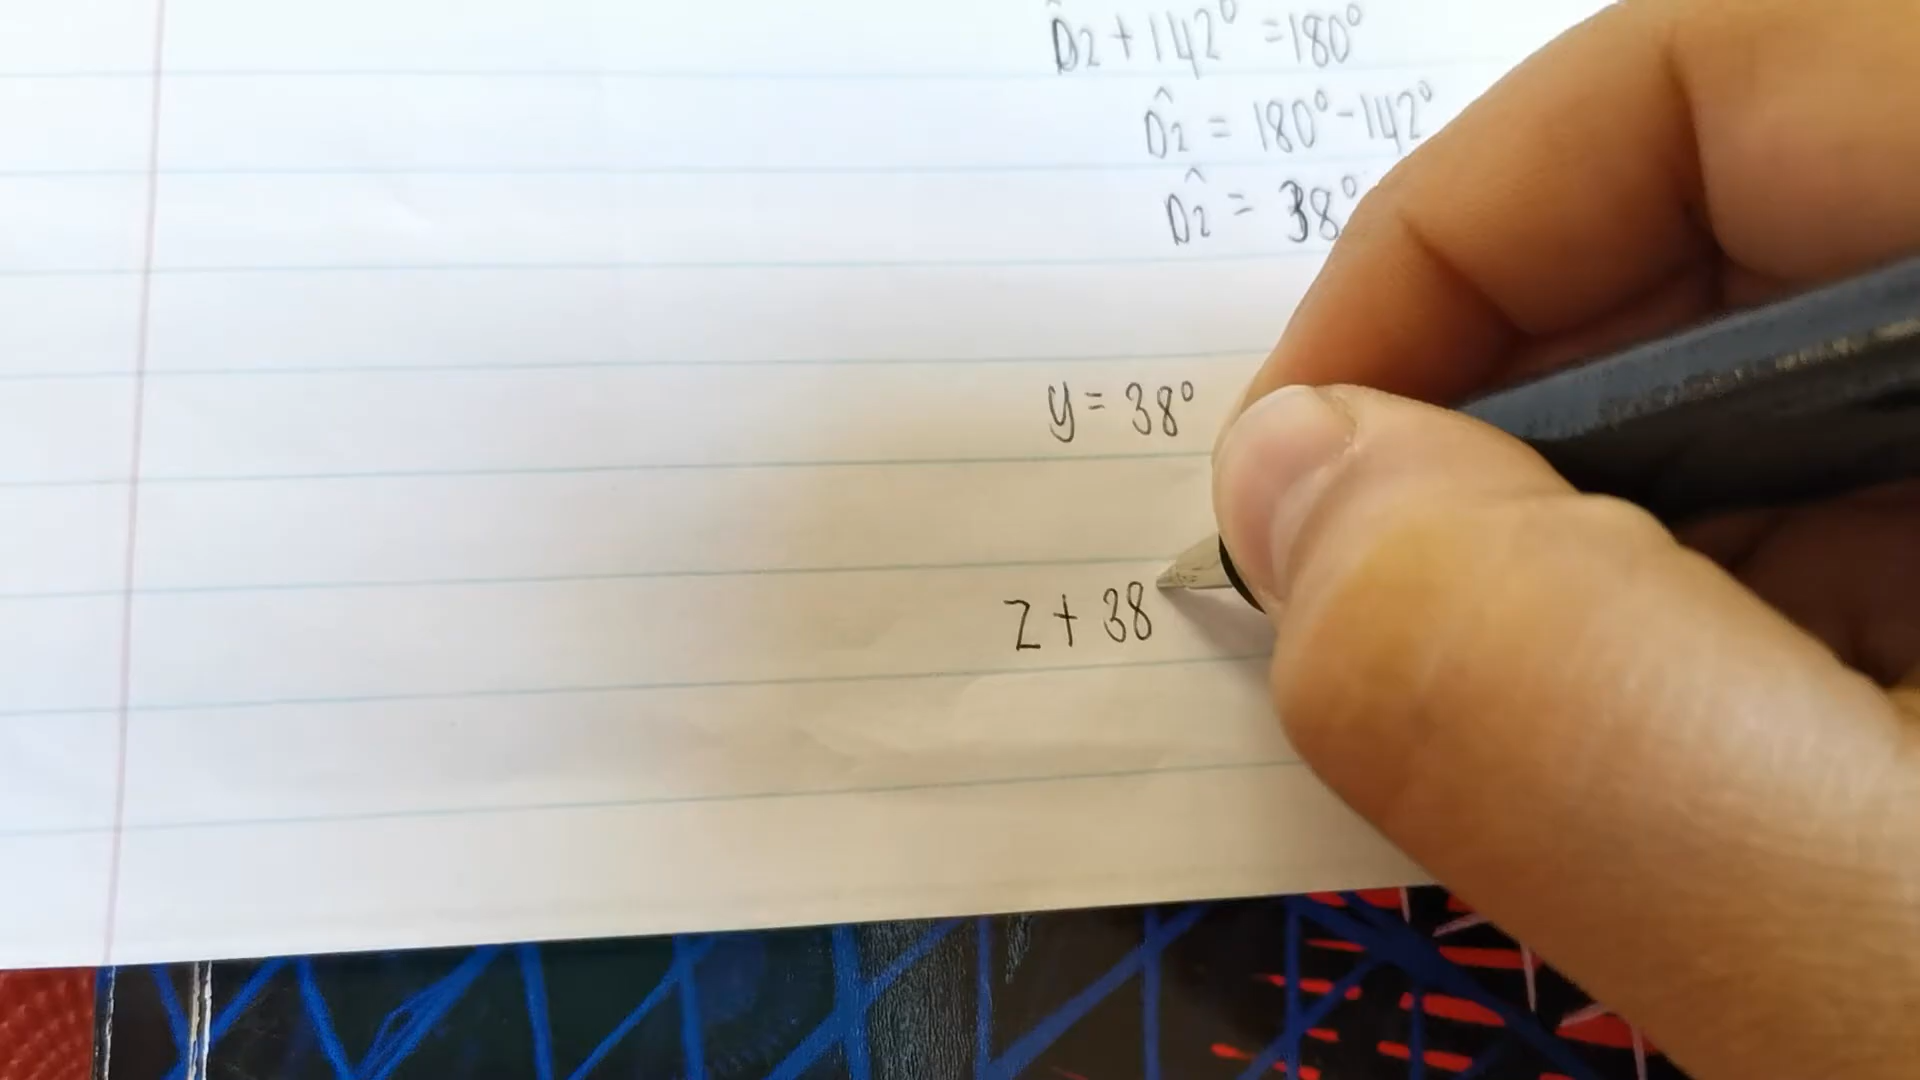 D̂2 + 142° = 180°
D̂2 = 180° - 142°
D̂2 = 38°
y = 38°
z + 38